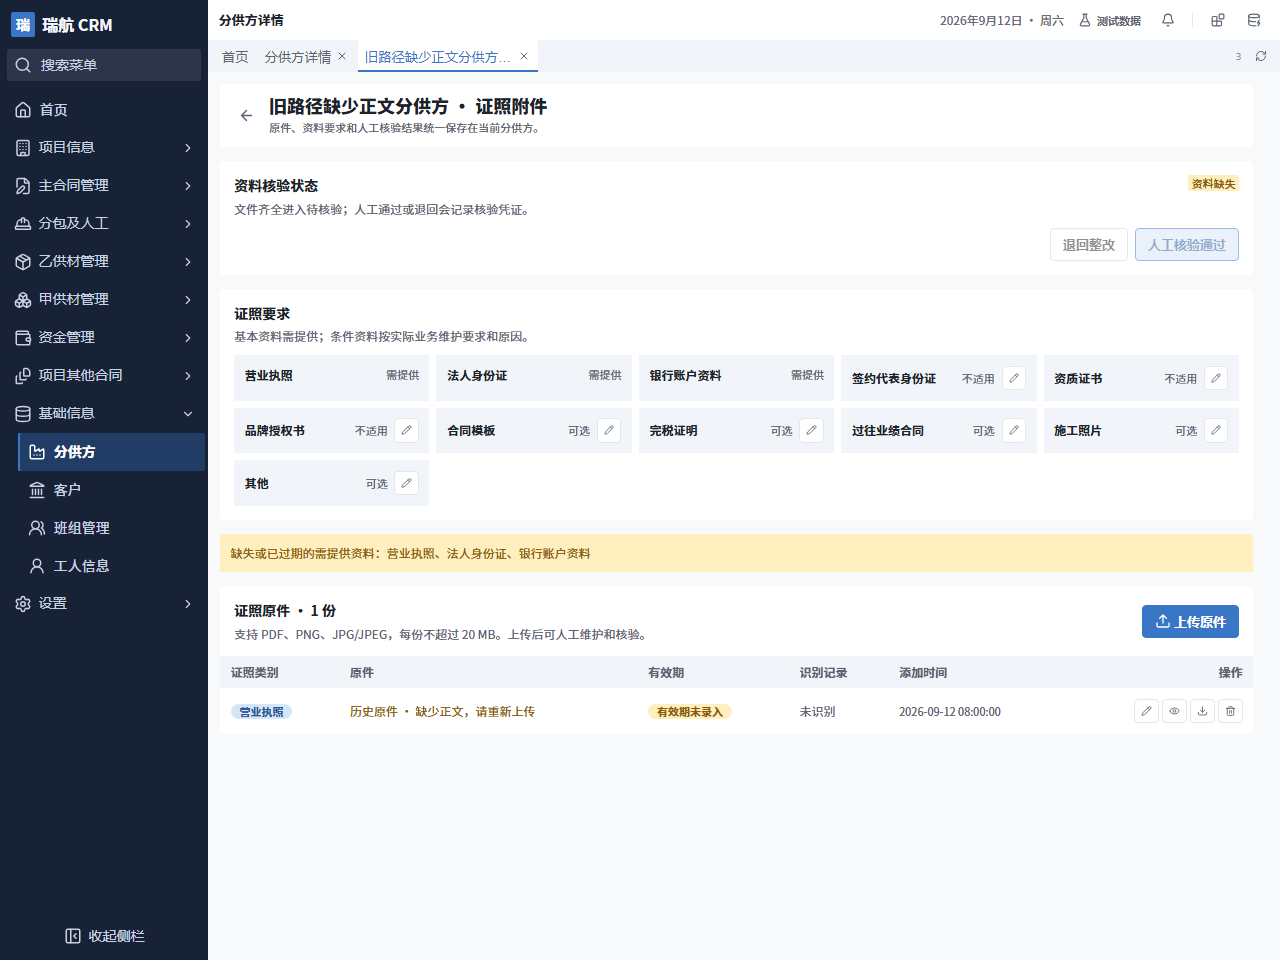 瑞 瑞航 CRM
搜索菜单
首页
项目信息
主合同管理
分包及人工
乙供材管理
甲供材管理
资金管理
项目其他合同
基础信息
分供方
客户
班组管理
工人信息
设置
收起侧栏
分供方详情
2026年9月12日 • 周六 测试数据
首页 分供方详情 旧路径缺少正文分供方... 3
旧路径缺少正文分供方 • 证照附件
原件、资料要求和人工核验结果统一保存在当前分供方。
资料核验状态 资料缺失
文件齐全进入待核验；人工通过或退回会记录核验凭证。
退回整改 人工核验通过
证照要求
基本资料需提供；条件资料按实际业务维护要求和原因。
营业执照 需提供 法人身份证 需提供 银行账户资料 需提供 签约代表身份证 不适用 资质证书 不适用
品牌授权书 不适用 合同模板 可选 完税证明 可选 过往业绩合同 可选 施工照片 可选
其他 可选
缺失或已过期的需提供资料：营业执照、法人身份证、银行账户资料
证照原件 • 1 份
支持 PDF、PNG、JPG/JPEG，每份不超过 20 MB。上传后可人工维护和核验。
上传原件
证照类别 原件 有效期 识别记录 添加时间 操作
营业执照 历史原件 • 缺少正文，请重新上传 有效期未录入 未识别 2026-09-12 08:00:00